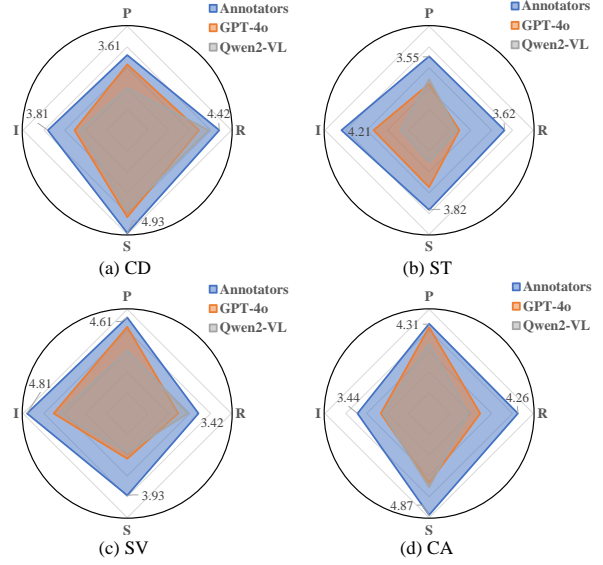 P
Annotators
GPT-4o
Qwen2-VL
3.61
3.81
4.42
I
R
4.93
S
(a) CD
P
Annotators
GPT-4o
Qwen2-VL
3.55
3.62
I
4.21
R
3.82
S
(b) ST
P
Annotators
GPT-4o
Qwen2-VL
4.61
4.81
I
R
3.42
3.93
S
(c) SV
P
Annotators
GPT-4o
Qwen2-VL
4.31
3.44
4.26
I
R
4.87
S
(d) CA